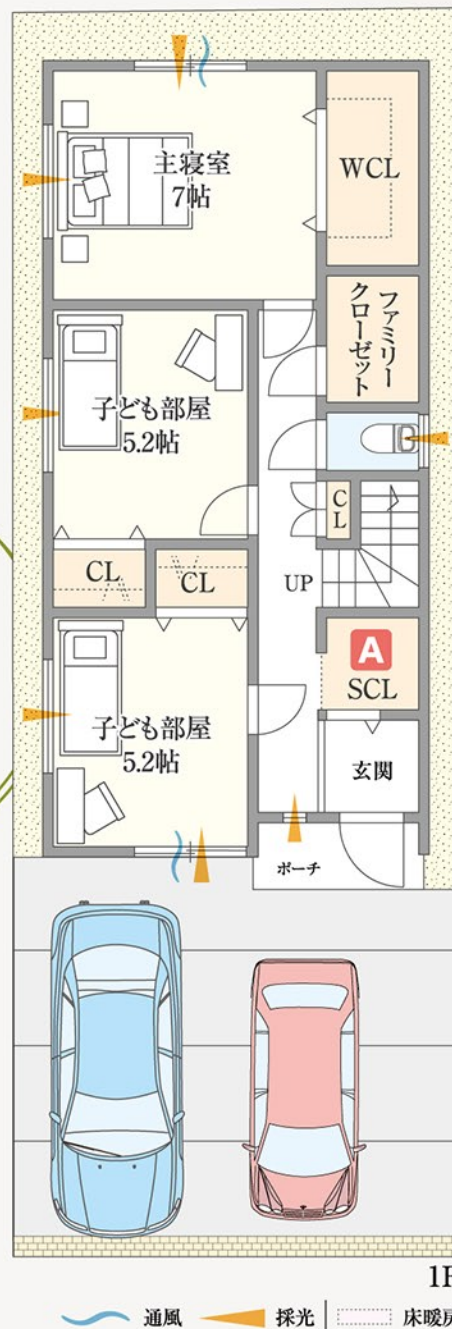 主寝室
7帖
WCL
ファミリー
クローゼット
子ども部屋
5.2帖
CL
CL
CL
UP
A
SCL
子ども部屋
5.2帖
玄関
ポーチ
1F
通風
採光
床暖房